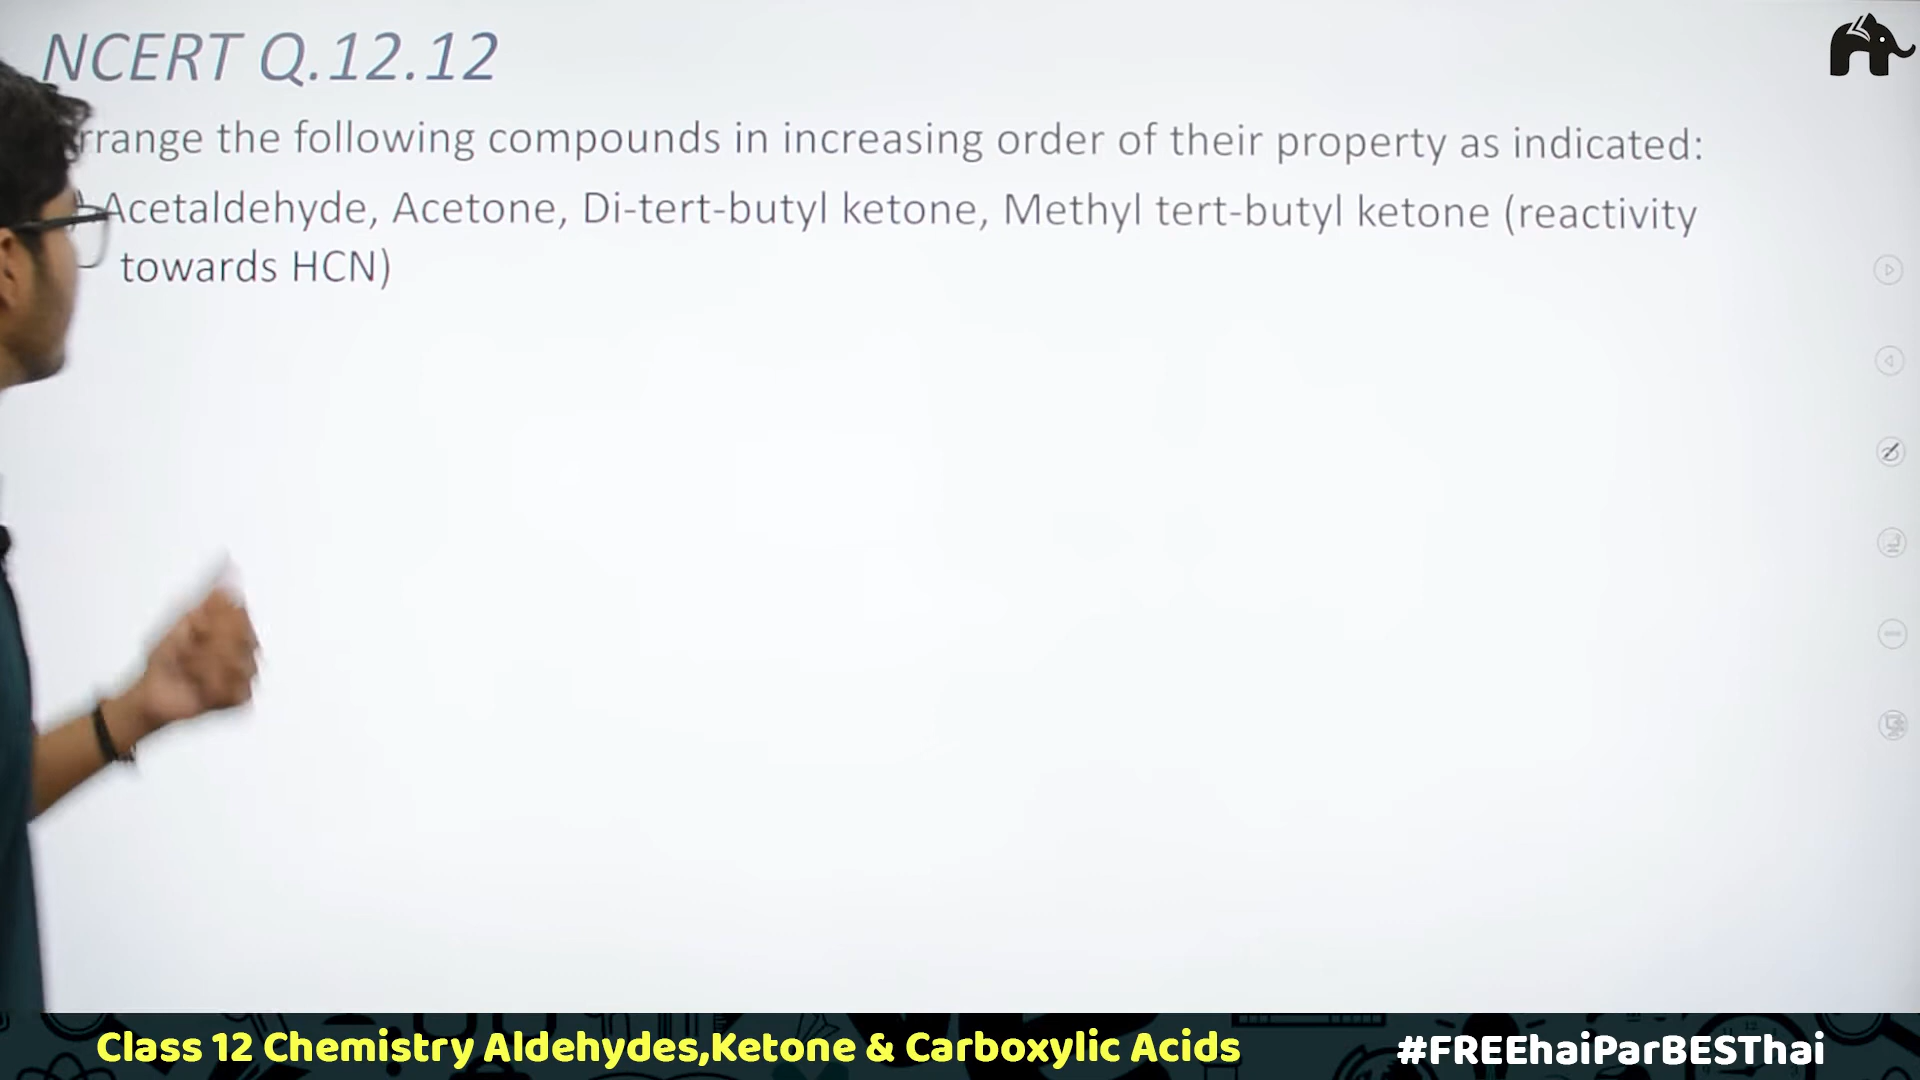 NCERT Q.12.12
rrange the following compounds in increasing order of their property as indicated:
Acetaldehyde, Acetone, Di-tert-butyl ketone, Methyl tert-butyl ketone (reactivity
towards HCN)
Class 12 Chemistry Aldehydes,Ketone & Carboxylic Acids
#FREEhaiParBESThai